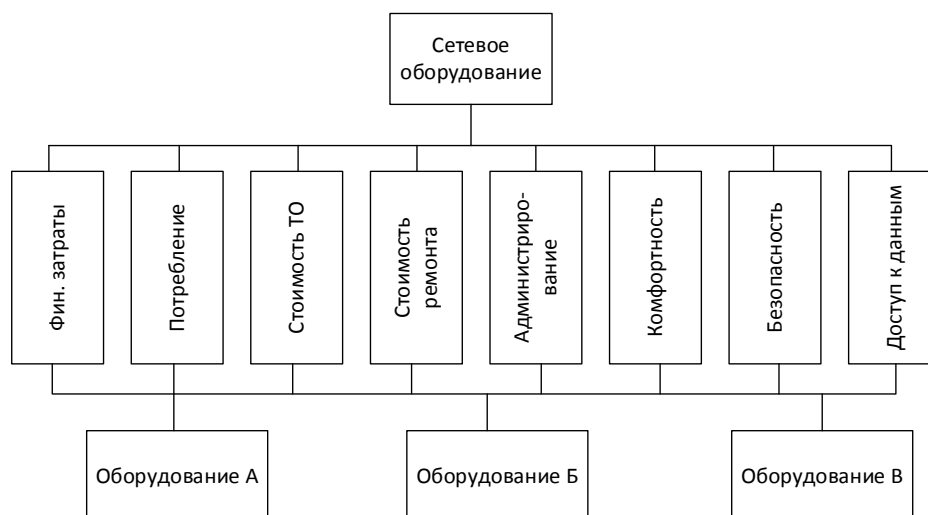 Сетевое
оборудование
Фин. затраты
Потребление
Стоимость ТО
Стоимость
ремонта
Администриро-
вание
Комфортность
Безопасность
Доступ к данным
Оборудование А
Оборудование Б
Оборудование В